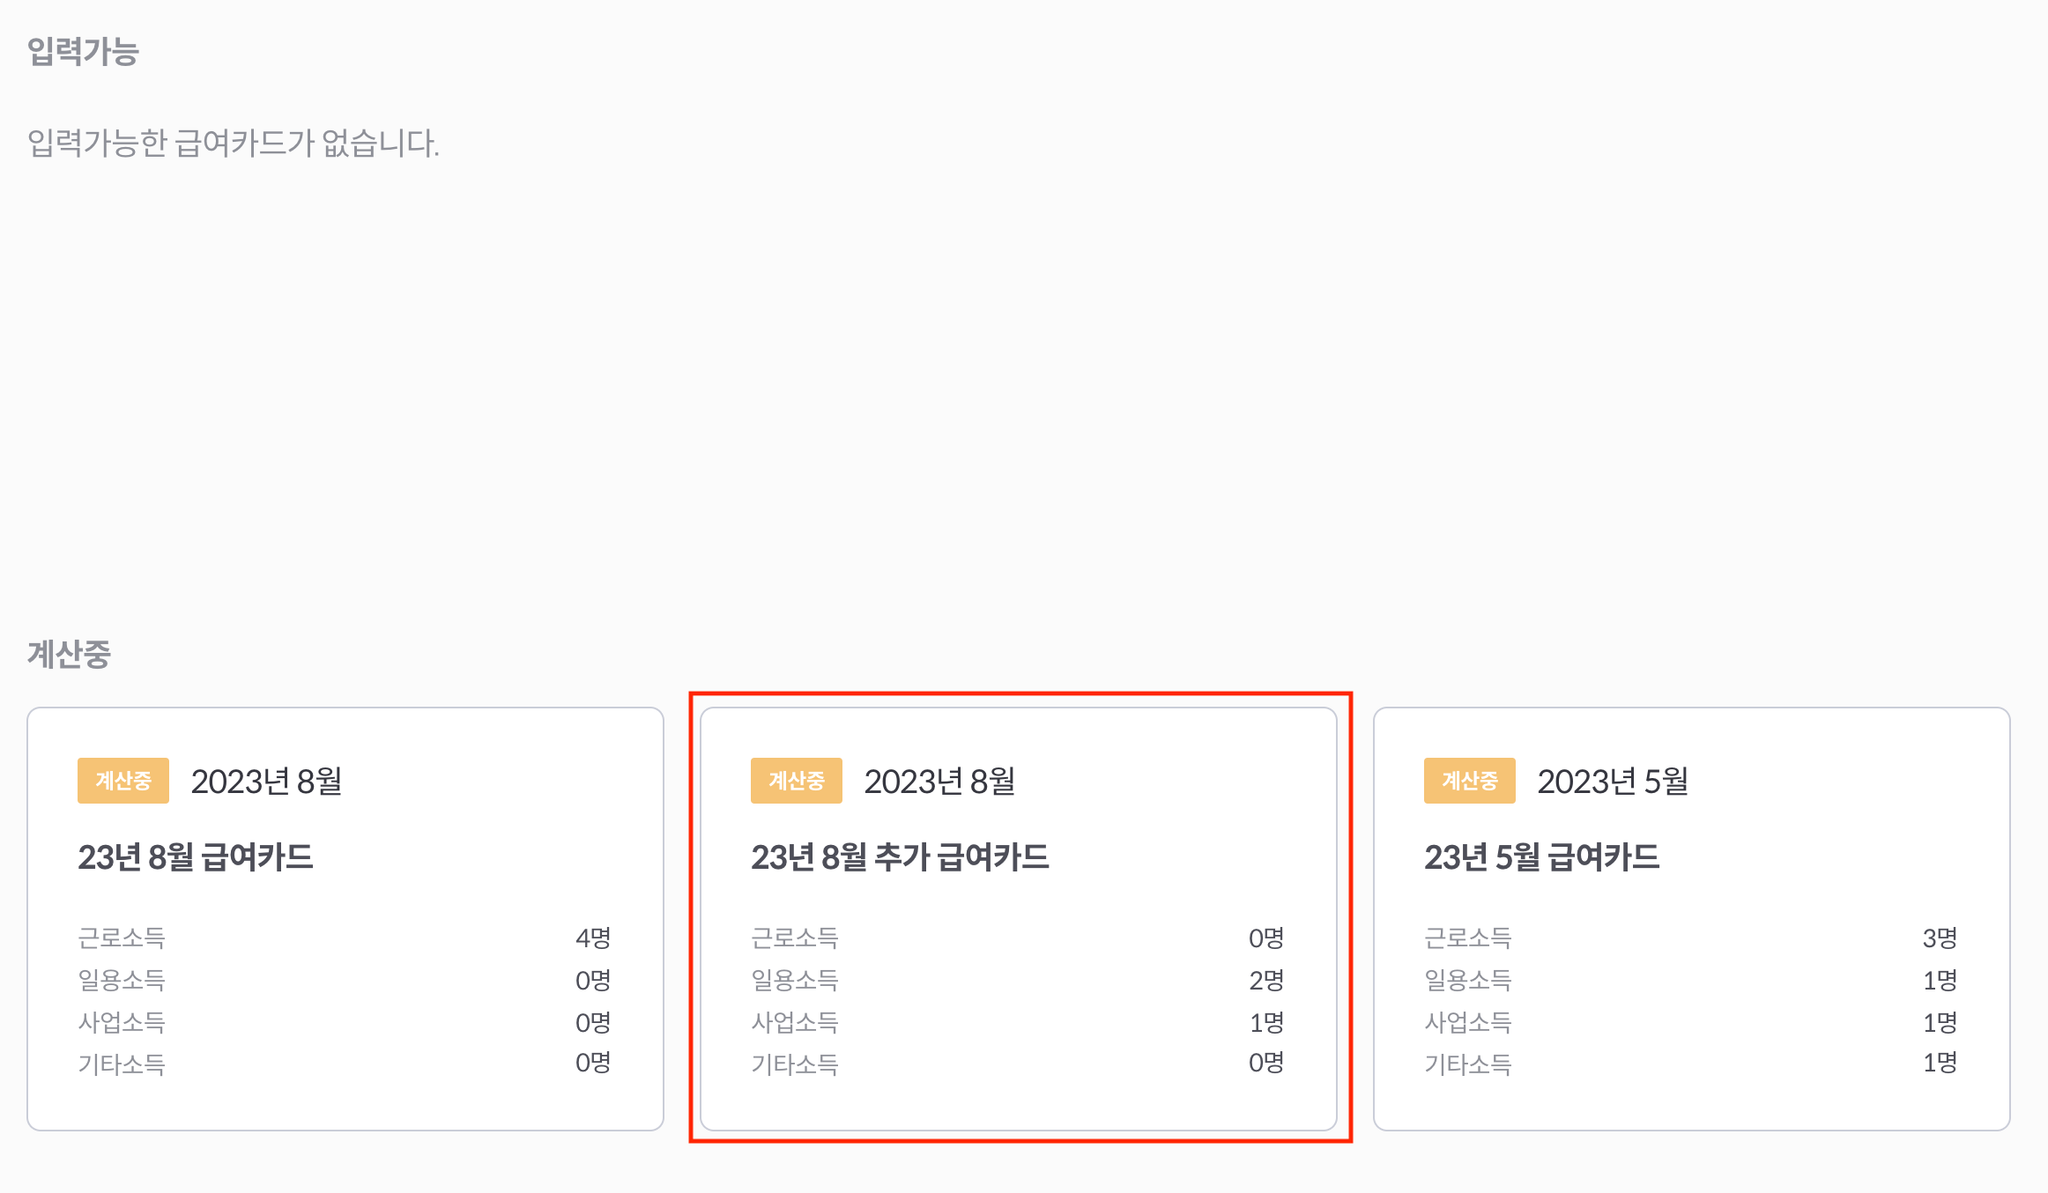 입력가능
입력가능한 급여카드가 없습니다.
계산중
계산중 2023년 8월
23년 8월 급여카드
근로소득 4명
일용소득 0명
사업소득 0명
기타소득 0명
계산중 2023년 8월
23년 8월 추가 급여카드
근로소득 0명
일용소득 2명
사업소득 1명
기타소득 0명
계산중 2023년 5월
23년 5월 급여카드
근로소득 3명
일용소득 1명
사업소득 1명
기타소득 1명